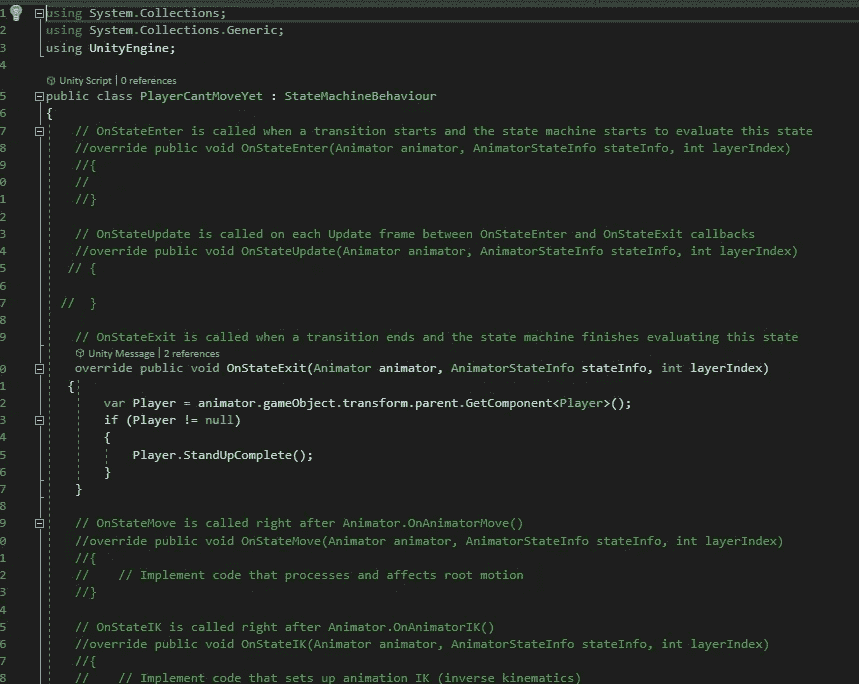 1 using System.Collections;
2 using System.Collections.Generic;
3 using UnityEngine;
4
Unity Script | 0 references
5 public class PlayerCantMoveYet : StateMachineBehaviour
6 {
7 // OnStateEnter is called when a transition starts and the state machine starts to evaluate this state
8 //override public void OnStateEnter(Animator animator, AnimatorStateInfo stateInfo, int layerIndex)
9 //{
0 //
1 //}
2
3 // OnStateUpdate is called on each Update frame between OnStateEnter and OnStateExit callbacks
4 //override public void OnStateUpdate(Animator animator, AnimatorStateInfo stateInfo, int layerIndex)
5 // {
6
7 // }
8
9 // OnStateExit is called when a transition ends and the state machine finishes evaluating this state
Unity Message | 2 references
0 override public void OnStateExit(Animator animator, AnimatorStateInfo stateInfo, int layerIndex)
1 {
2 var Player = animator.gameObject.transform.parent.GetComponent<Player>();
3 if (Player != null)
4 {
5 Player.StandUpComplete();
6 }
7 }
8
9 // OnStateMove is called right after Animator.OnAnimatorMove()
0 //override public void OnStateMove(Animator animator, AnimatorStateInfo stateInfo, int layerIndex)
1 //{
2 // // Implement code that processes and affects root motion
3 //}
4
5 // OnStateIK is called right after Animator.OnAnimatorIK()
6 //override public void OnStateIK(Animator animator, AnimatorStateInfo stateInfo, int layerIndex)
7 //{
8 // // Implement code that sets up animation IK (inverse kinematics)